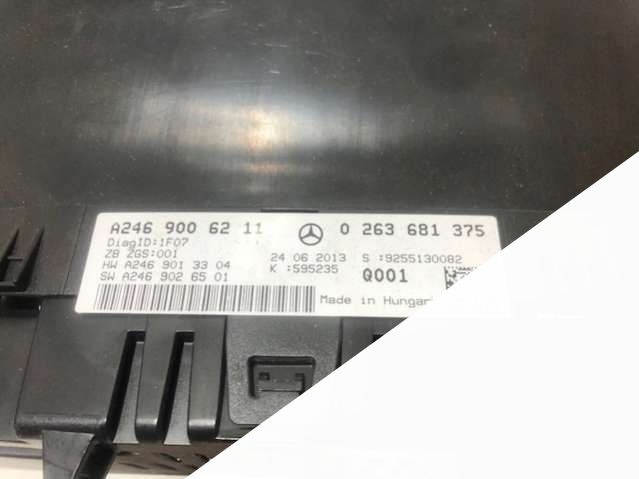 A246 900 62 11 0 263 681 375
DiagID:1F07
ZB ZGS:001 24 06 2013 S :9255130082
HW A246 901 33 04 K :595235 Q001
SW A246 902 65 01
Made in